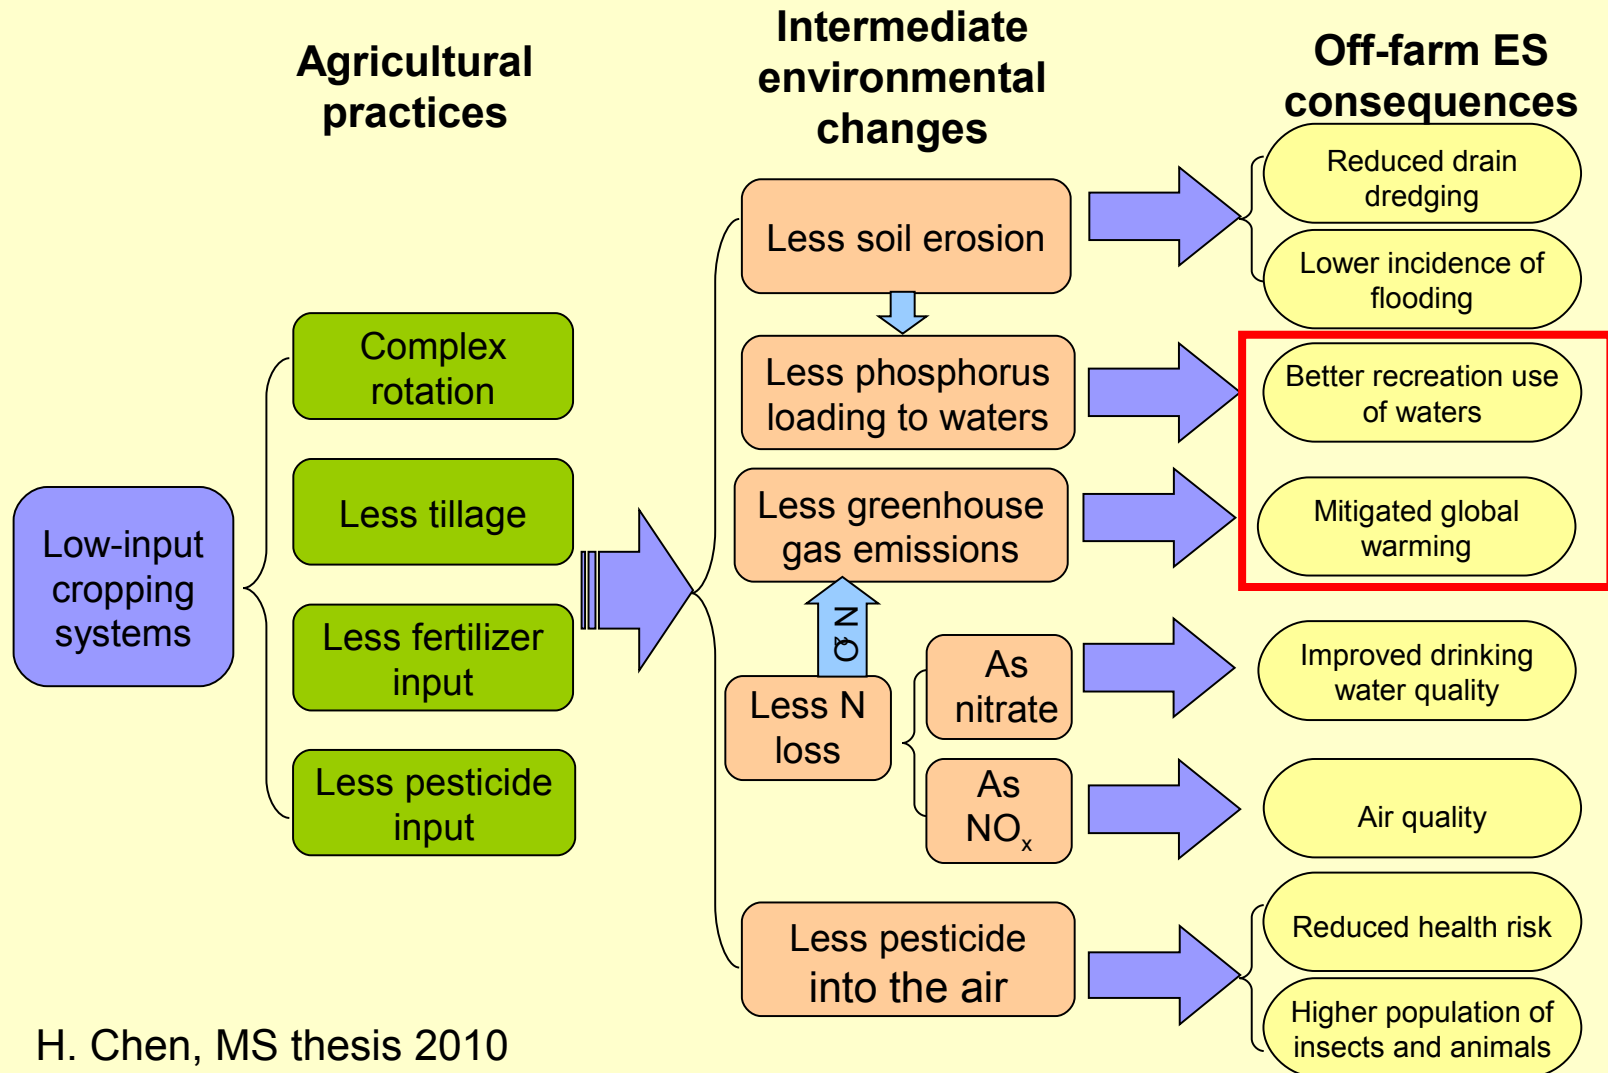 Agricultural
practices
Intermediate
environmental
changes
Off-farm ES
consequences
Low-input
cropping
systems
Complex
rotation
Less tillage
Less fertilizer
input
Less pesticide
input
Less soil erosion
Less phosphorus
loading to waters
Less greenhouse
gas emissions
N2O
Less N
loss
As
nitrate
As
NOx
Less pesticide
into the air
Reduced drain
dredging
Lower incidence of
flooding
Better recreation use
of waters
Mitigated global
warming
Improved drinking
water quality
Air quality
Reduced health risk
Higher population of
insects and animals
H. Chen, MS thesis 2010